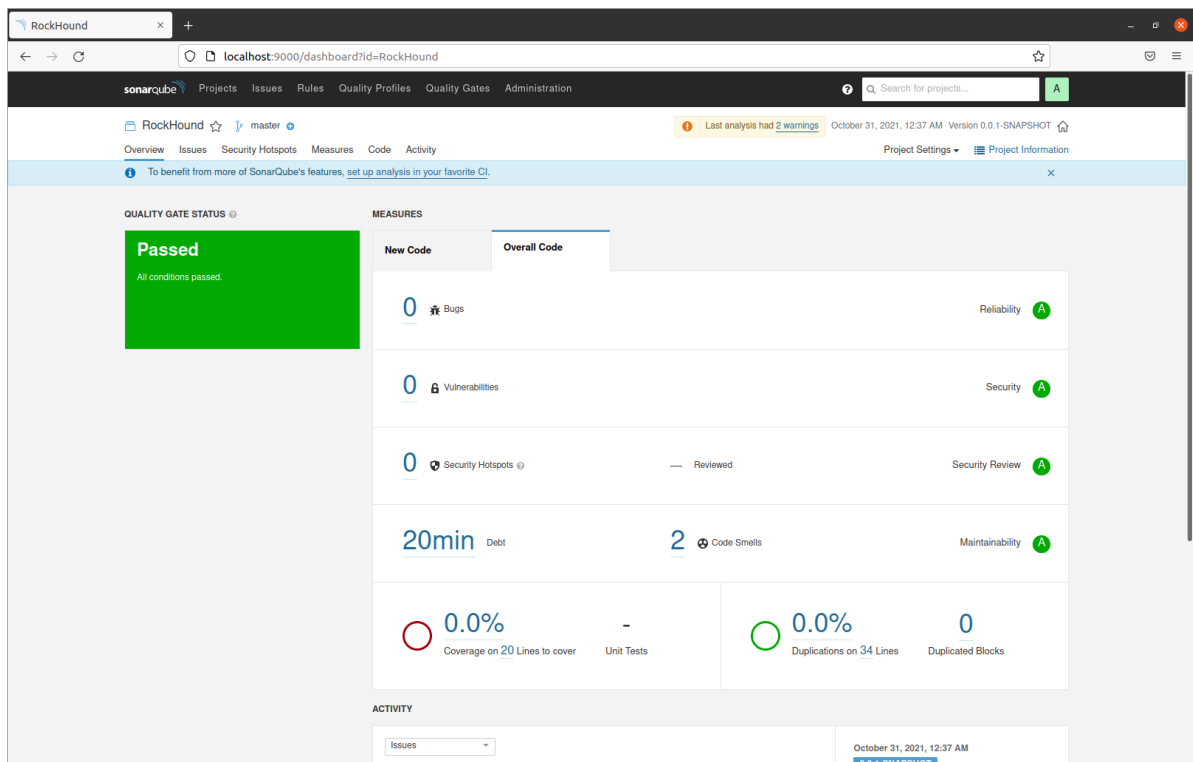 RockHound
localhost:9000/dashboard?id=RockHound
sonarqube Projects Issues Rules Quality Profiles Quality Gates Administration ? Search for projects... A
RockHound master Last analysis had 2 warnings October 31, 2021, 12:37 AM Version 0.0.1-SNAPSHOT
Overview Issues Security Hotspots Measures Code Activity Project Settings Project Information
To benefit from more of SonarQube's features, set up analysis in your favorite CI.
QUALITY GATE STATUS ? MEASURES
Passed
All conditions passed.
New Code Overall Code
0 Bugs Reliability A
0 Vulnerabilities Security A
0 Security Hotspots ? — Reviewed Security Review A
20min Debt 2 Code Smells Maintainability A
0.0% - 0.0% 0
Coverage on 20 Lines to cover Unit Tests Duplications on 34 Lines Duplicated Blocks
ACTIVITY
Issues October 31, 2021, 12:37 AM
0.0.1-SNAPSHOT